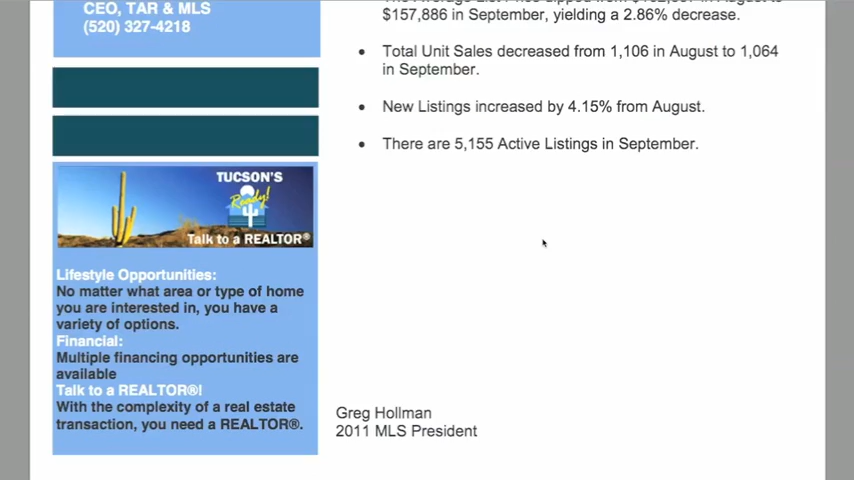 CEO, TAR & MLS
(520) 327-4218
TUCSON'S
Ready!
Talk to a REALTOR®
Lifestyle Opportunities:
No matter what area or type of home
you are interested in, you have a
variety of options.
Financial:
Multiple financing opportunities are
available
Talk to a REALTOR®!
With the complexity of a real estate
transaction, you need a REALTOR®.
$157,886 in September, yielding a 2.86% decrease.
Total Unit Sales decreased from 1,106 in August to 1,064
in September.
New Listings increased by 4.15% from August.
There are 5,155 Active Listings in September.
Greg Hollman
2011 MLS President